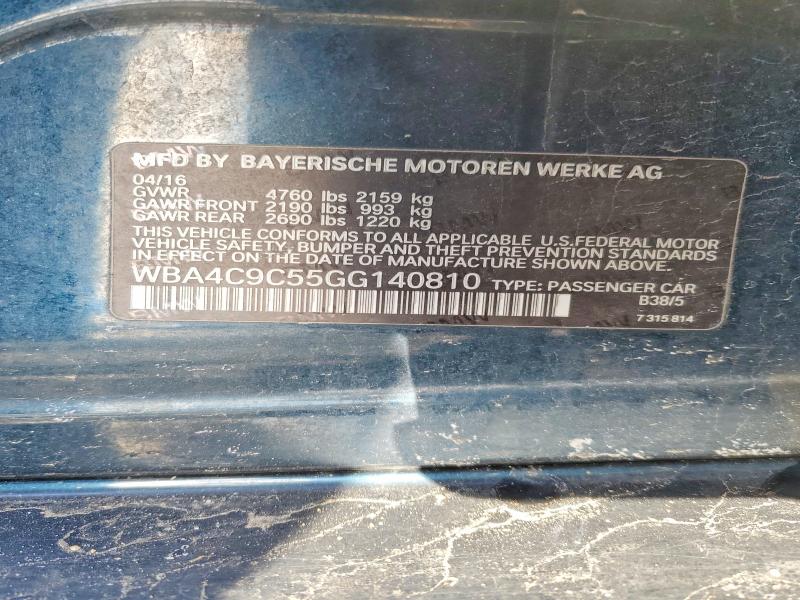 MFD BY BAYERISCHE MOTOREN WERKE AG
04/16
GVWR 4760 lbs 2159 kg
GAWR FRONT 2190 lbs 993 kg
GAWR REAR 2690 lbs 1220 kg
THIS VEHICLE CONFORMS TO ALL APPLICABLE U.S.FEDERAL MOTOR
VEHICLE SAFETY, BUMPER AND THEFT PREVENTION STANDARDS
IN EFFECT ON THE DATE OF MANUFACTURE SHOWN ABOVE.
WBA4C9C55GG140810 TYPE: PASSENGER CAR
B38/5
7 315 814